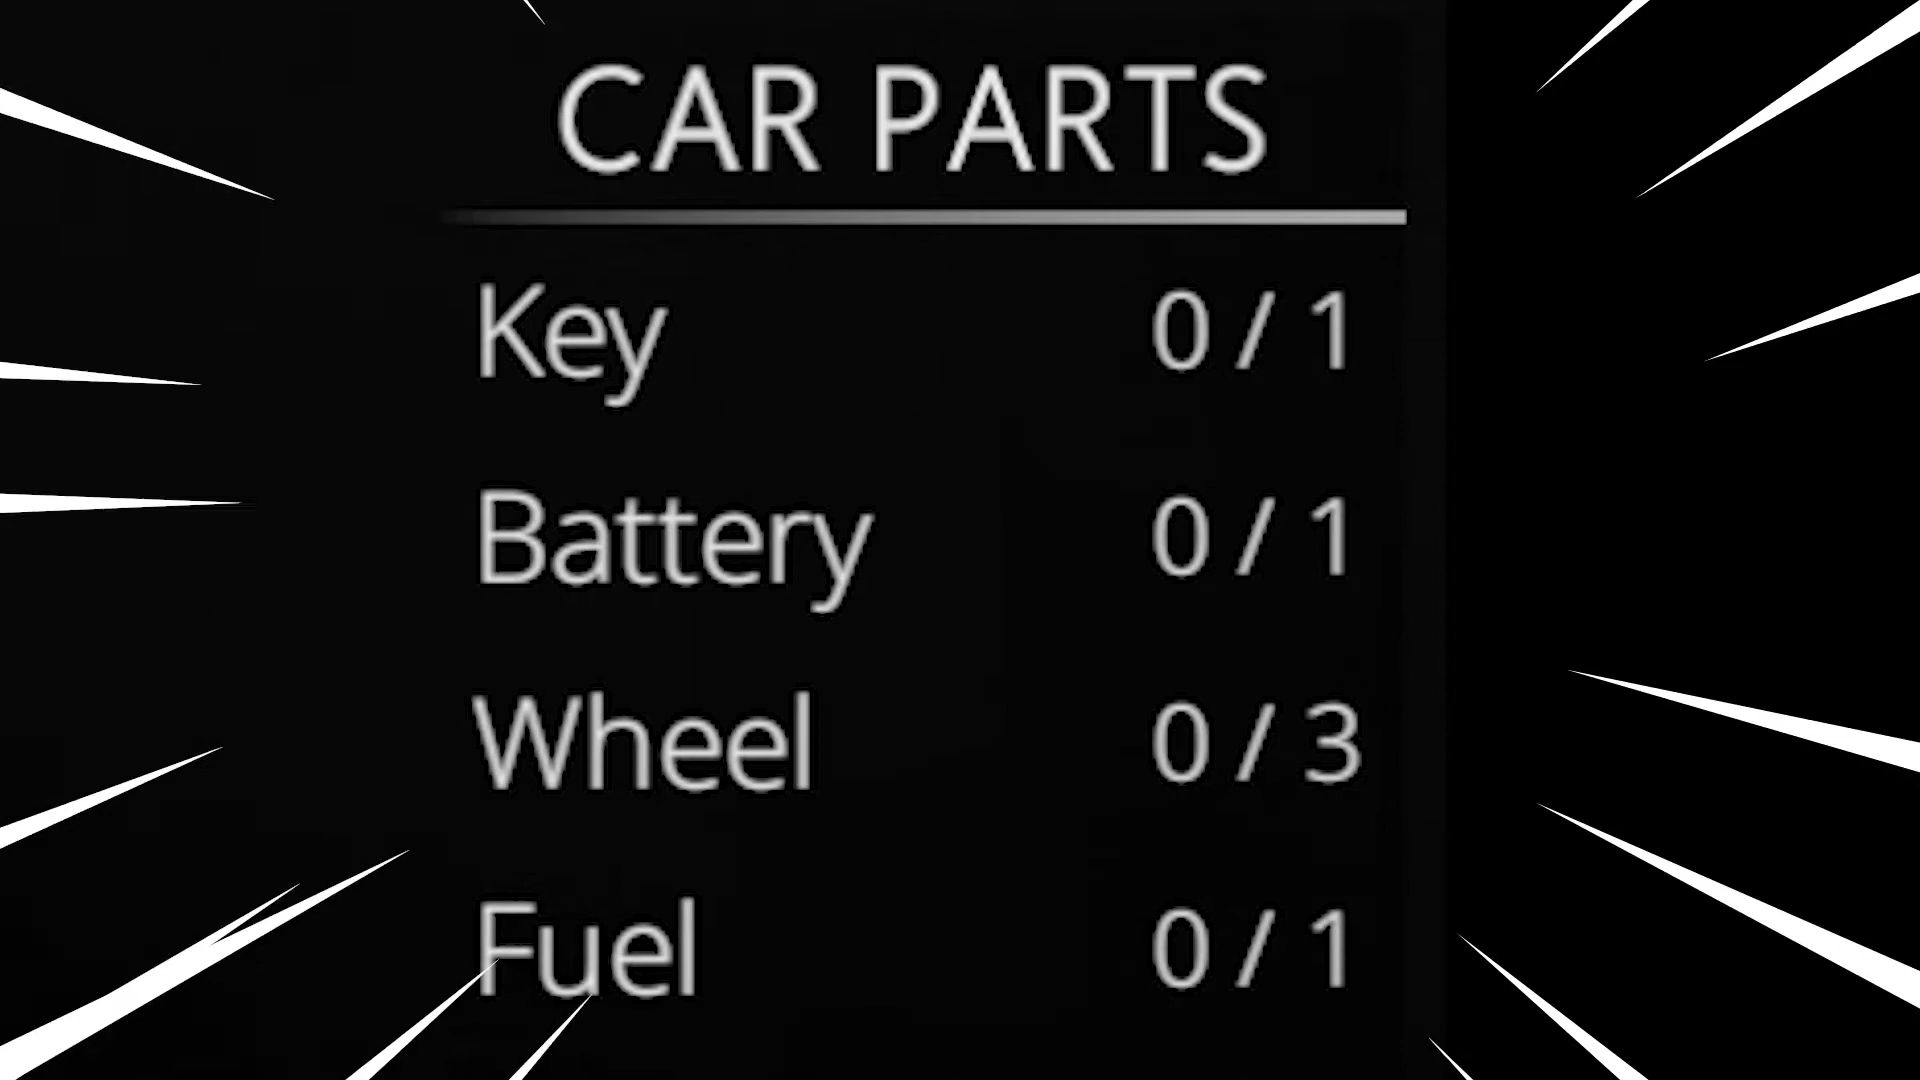 CAR PARTS
Key 0 / 1
Battery 0 / 1
Wheel 0 / 3
Fuel 0 / 1